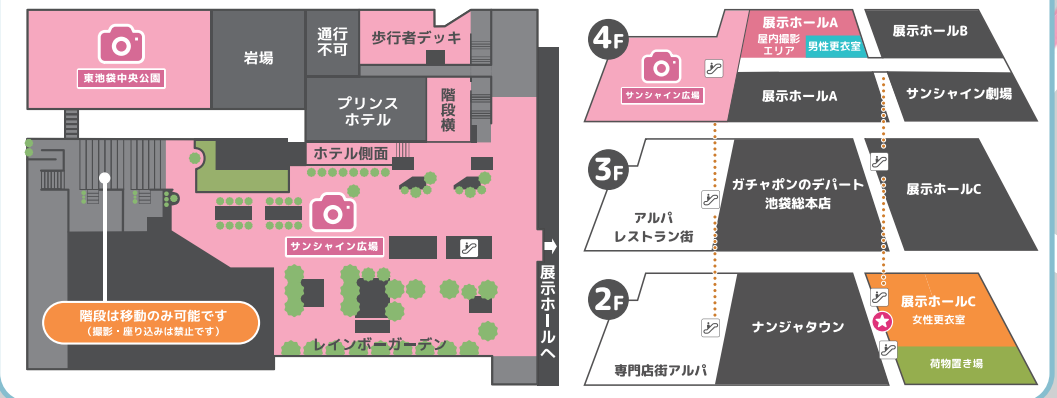 東池袋中央公園
岩場
通行
不可
歩行者デッキ
プリンス
ホテル
階段横
ホテル側面
サンシャイン広場
階段は移動のみ可能です
(撮影・座り込みは禁止です)
レインボーガーデン
展示ホールへ
4F
サンシャイン広場
展示ホールA
屋内撮影
エリア
男性更衣室
展示ホールB
展示ホールA
サンシャイン劇場
3F
アルパ
レストラン街
ガチャポンのデパート
池袋総本店
展示ホールC
2F
専門店街アルパ
ナンジャタウン
展示ホールC
女性更衣室
荷物置き場